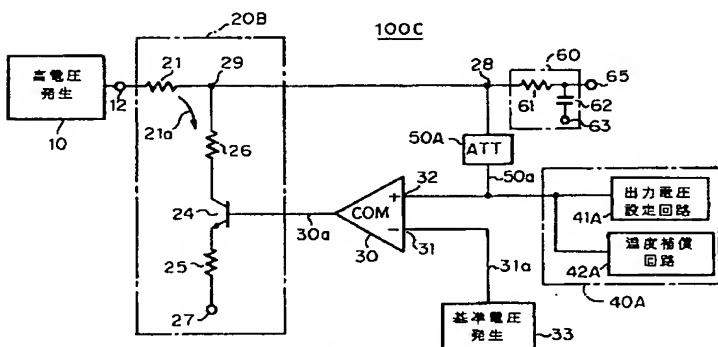 20B
100C
高電圧
発生
10
12
21
29
21a
26
24
25
27
28
60
61
62
63
65
50A
ATT
50a
32
+
COM
−
30
31
30a
31a
基準電圧
発生
33
出力電圧
設定回路
41A
温度補償
回路
42A
40A